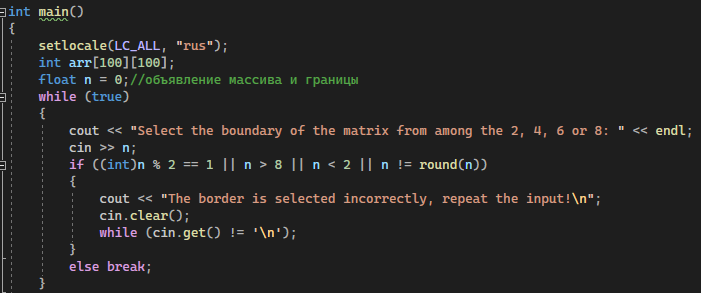 int main()
{
setlocale(LC_ALL, "rus");
int arr[100][100];
float n = 0;//объявление массива и границы
while (true)
{
cout << "Select the boundary of the matrix from among the 2, 4, 6 or 8: " << endl;
cin >> n;
if ((int)n % 2 == 1 || n > 8 || n < 2 || n != round(n))
{
cout << "The border is selected incorrectly, repeat the input!\n";
cin.clear();
while (cin.get() != '\n');
}
else break;
}